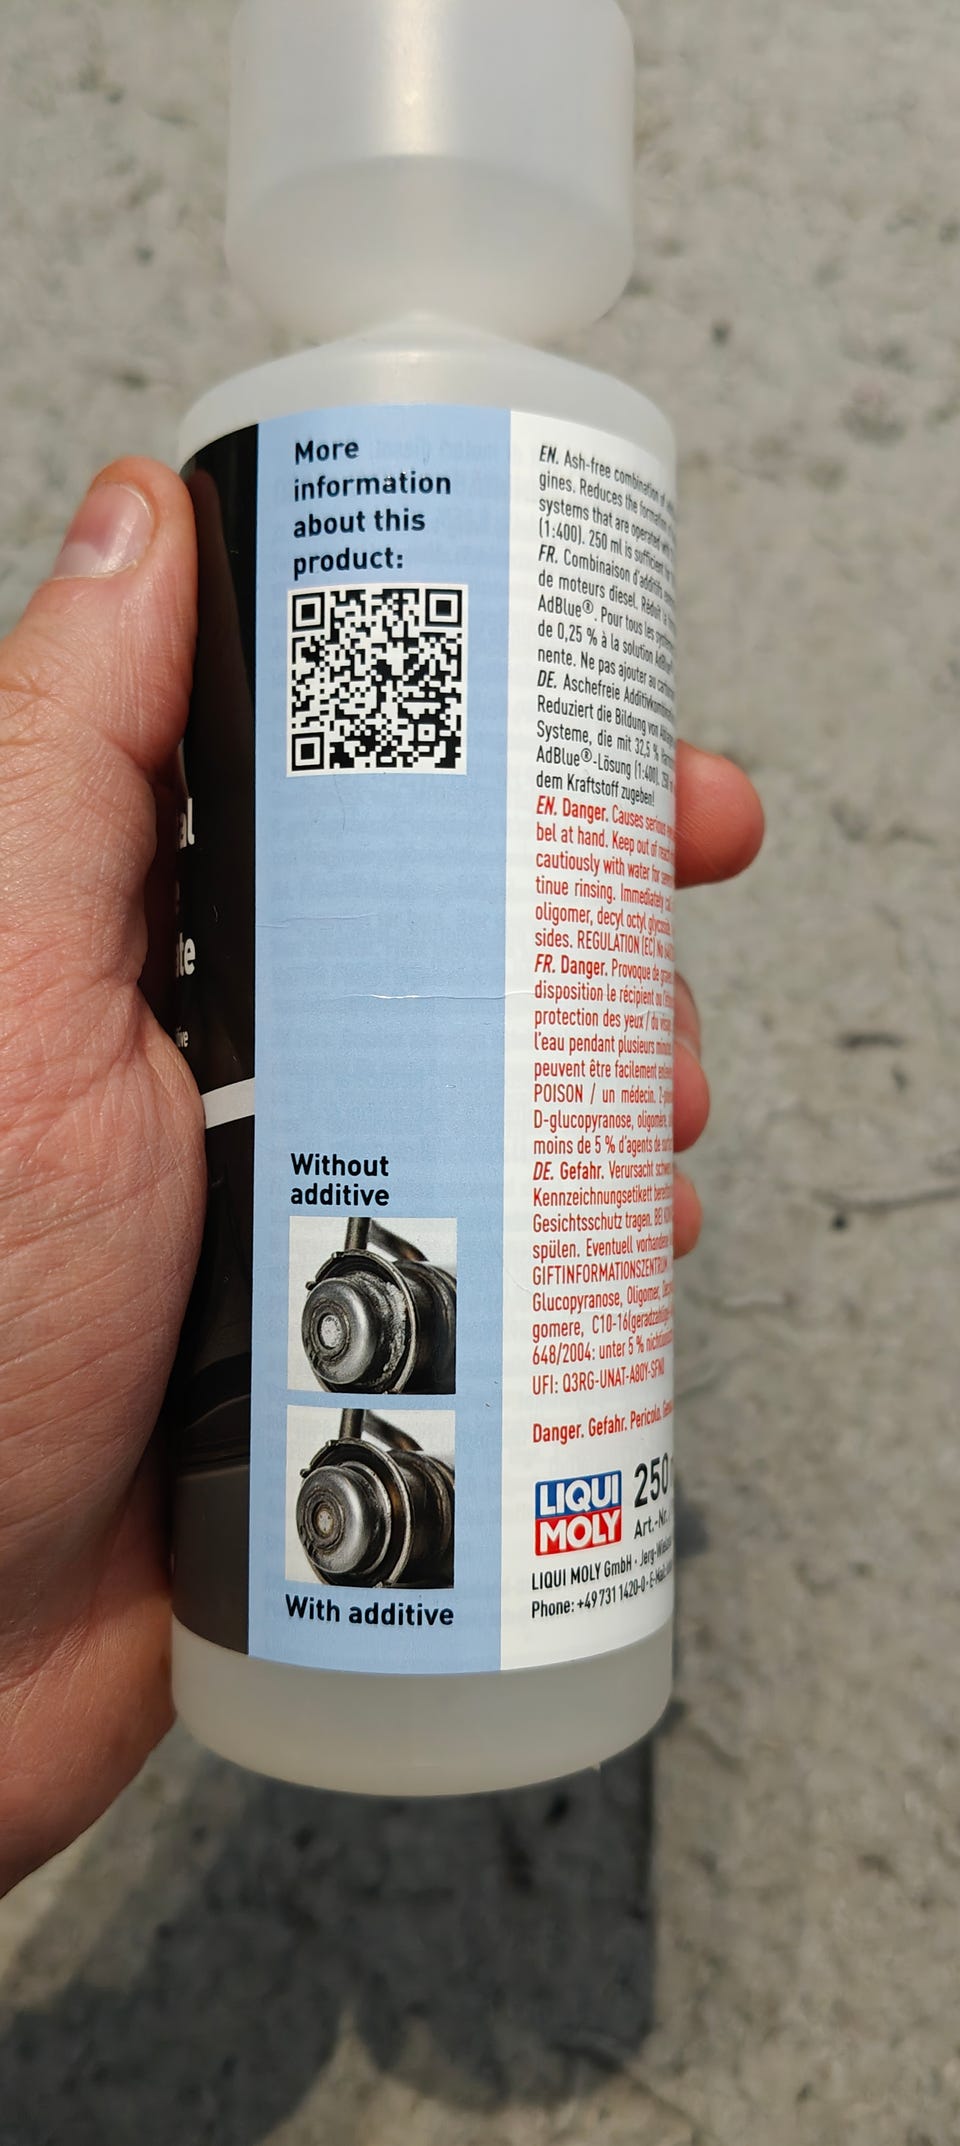 More
information
about this
product:
Without
additive
With additive
EN. Ash-free combination of
gines. Reduces the formation
systems that are operated
(1:400). 250 ml is sufficient
FR. Combinaison d'additifs
de moteurs diesel. Réduit la
AdBlue®. Pour tous les
de 0,25 % à la solution
nente. Ne pas ajouter au
DE. Aschefreie
Reduziert die Bildung von
Systeme, die mit 32,5 %
AdBlue®-Lösung (1:400).
dem Kraftstoff zugeben!
EN. Danger. Causes serious
bel at hand. Keep out of
cautiously with water for
tinue rinsing. Immediately
oligomer, decyl octyl
sides. REGULATION (EC) No
FR. Danger. Provoque de
disposition le récipient ou
protection des yeux / du
l'eau pendant plusieurs
peuvent être facilement
POISON / un médecin.
D-glucopyranose, oligomère,
moins de 5 % d'agents de
DE. Gefahr. Verursacht
Kennzeichnungsetikett
Gesichtsschutz tragen. BEI
spülen. Eventuell
GIFTINFORMATIONSZENTRUM
Glucopyranose, Oligomer,
gomere, C10-16(geradzahlig)
648/2004: unter 5 %
UFI: Q3RG-UNAT-A80Y-SFN0
Danger. Gefahr. Pericolo.
LIQUI
MOLY
250
Art.-Nr.
LIQUI MOLY GmbH
Phone: +49 731 1420-0